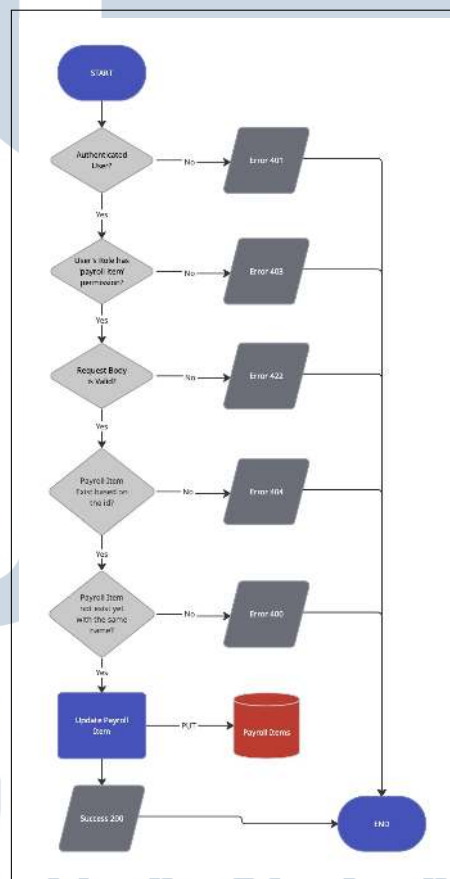 START
Authenticated
User?
No
Error 401
Yes
User's Role has
'payroll item'
permission?
No
Error 403
Yes
Request Body
is Valid?
No
Error 422
Yes
Payroll Item
Exist based on
the id?
No
Error 404
Yes
Payroll Item
not exist yet
with the same
name?
No
Error 400
Yes
Update Payroll
Item
PUT
Payroll Items
Success 200
END